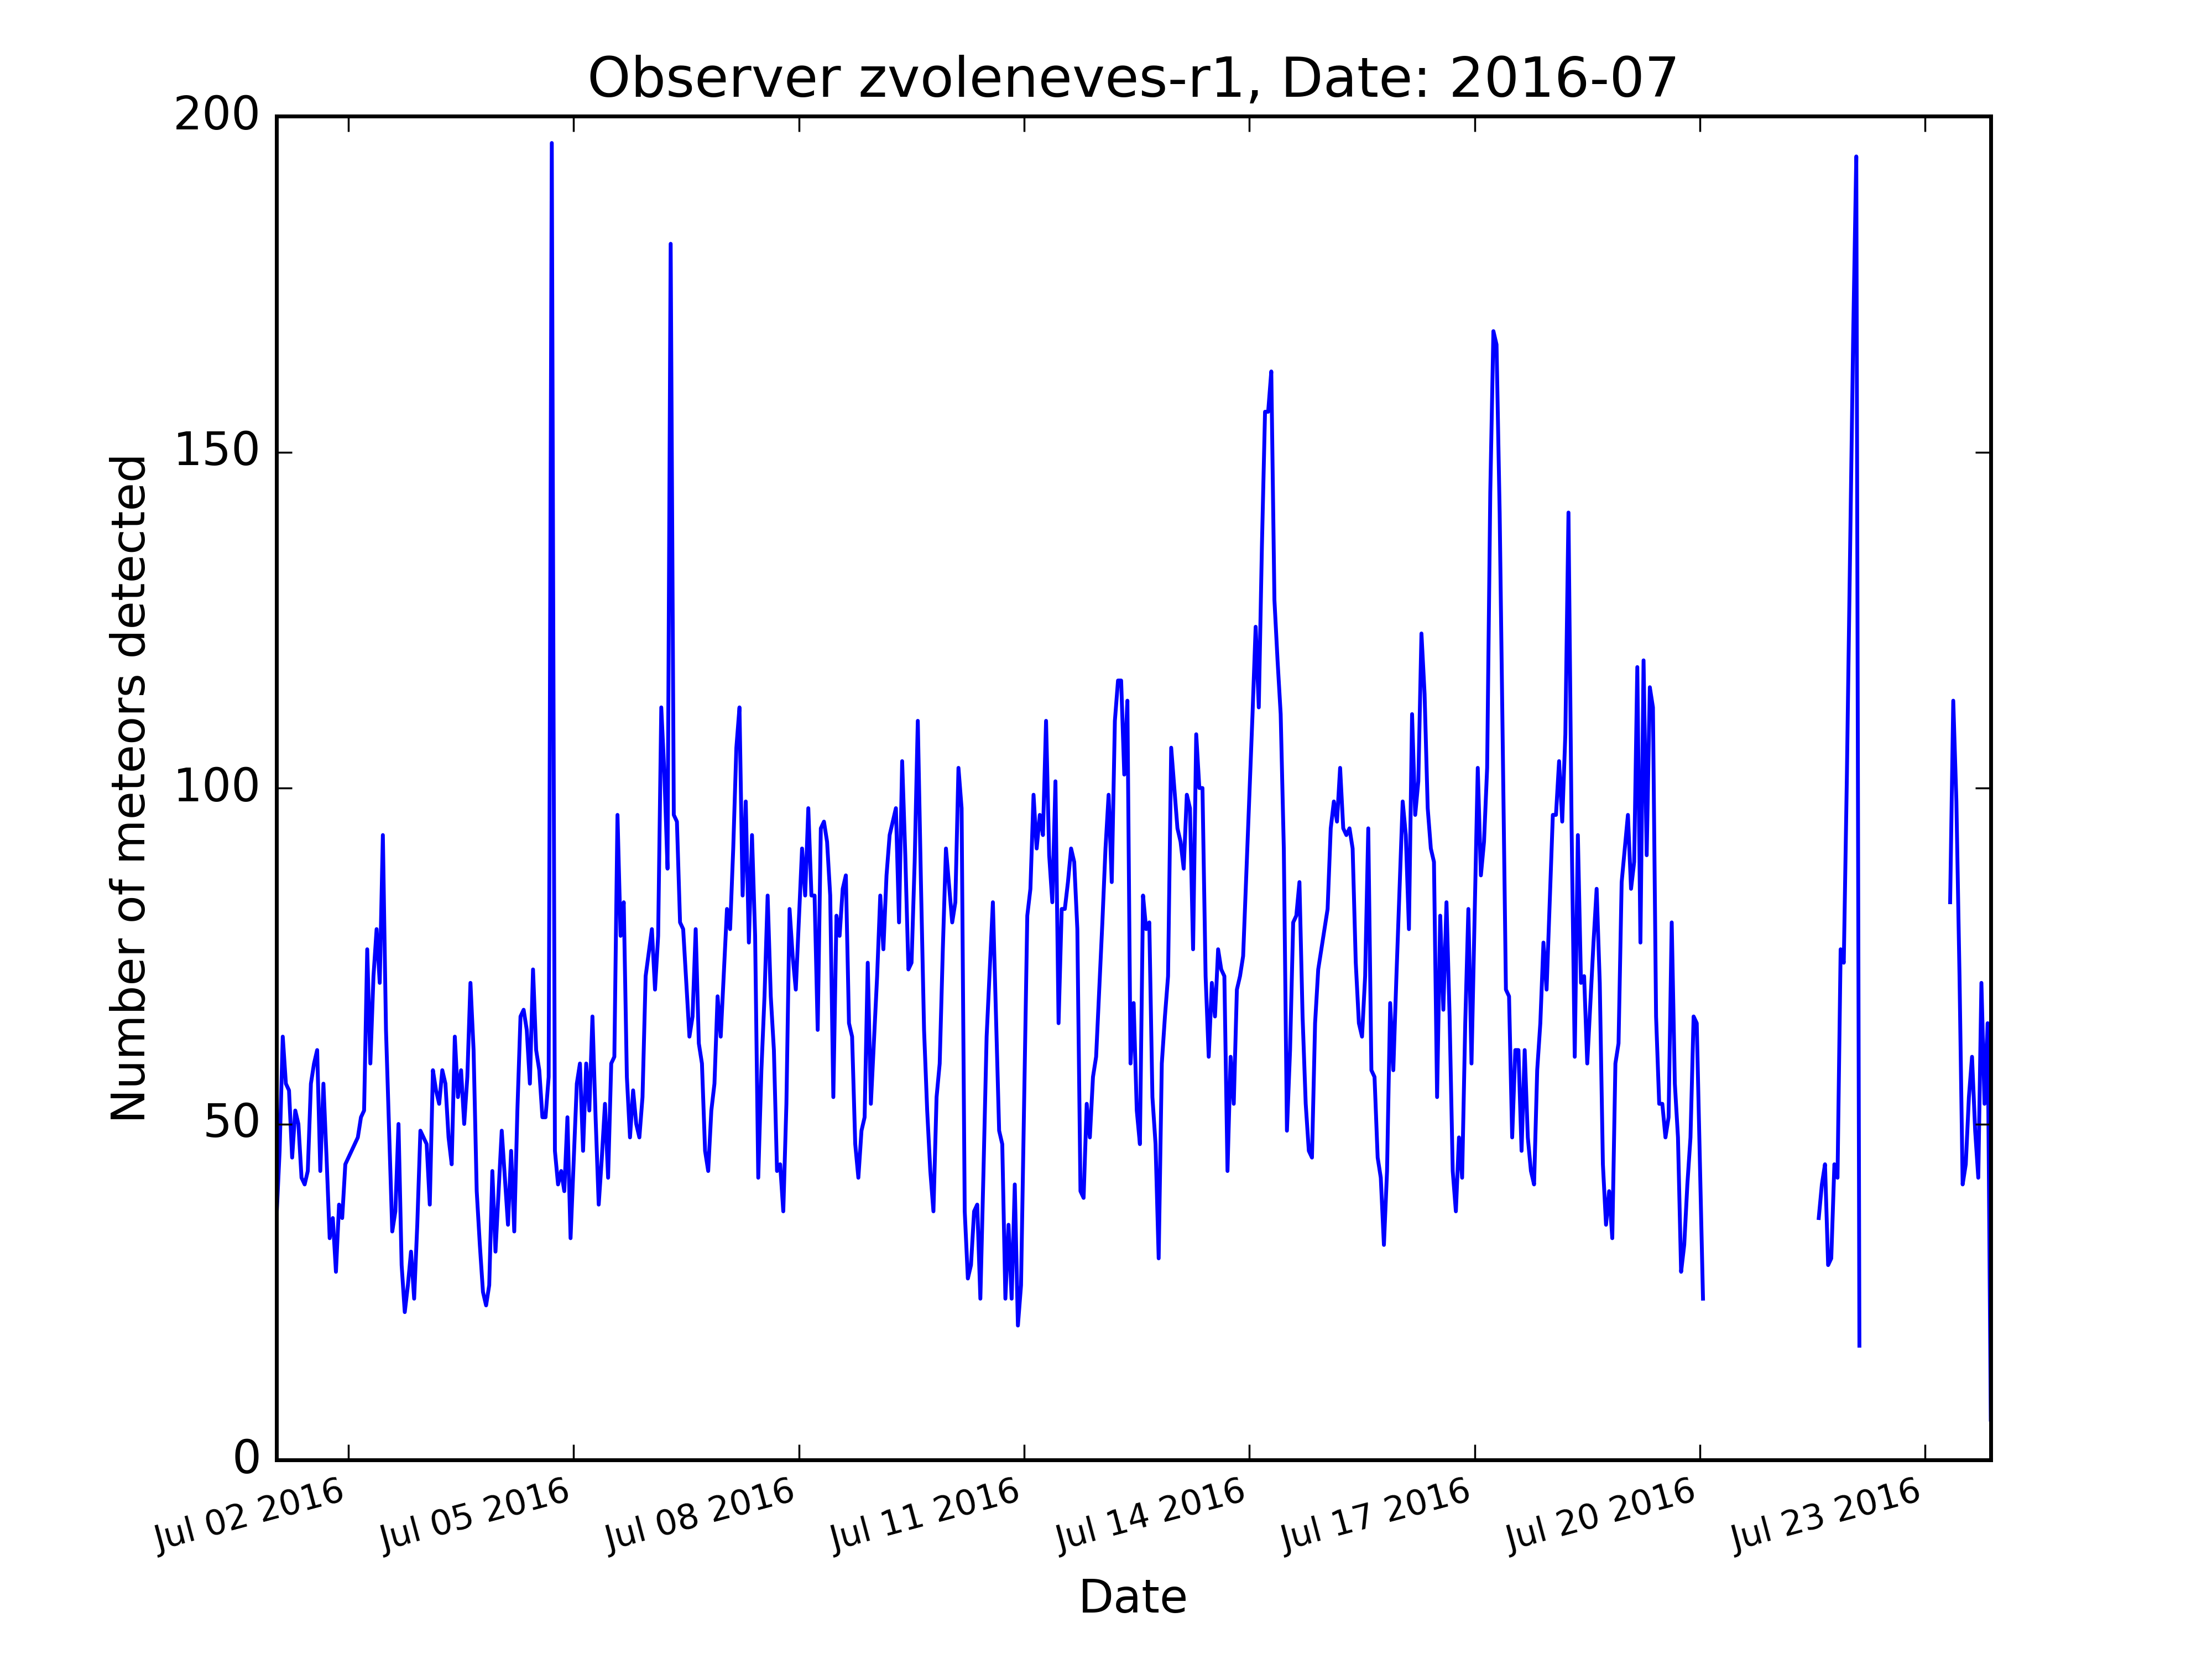 Observer zvoleneves-r1, Date: 2016-07
200
150
100
50
0
Number of meteors detected
Jul 02 2016
Jul 05 2016
Jul 08 2016
Jul 11 2016
Jul 14 2016
Jul 17 2016
Jul 20 2016
Jul 23 2016
Date